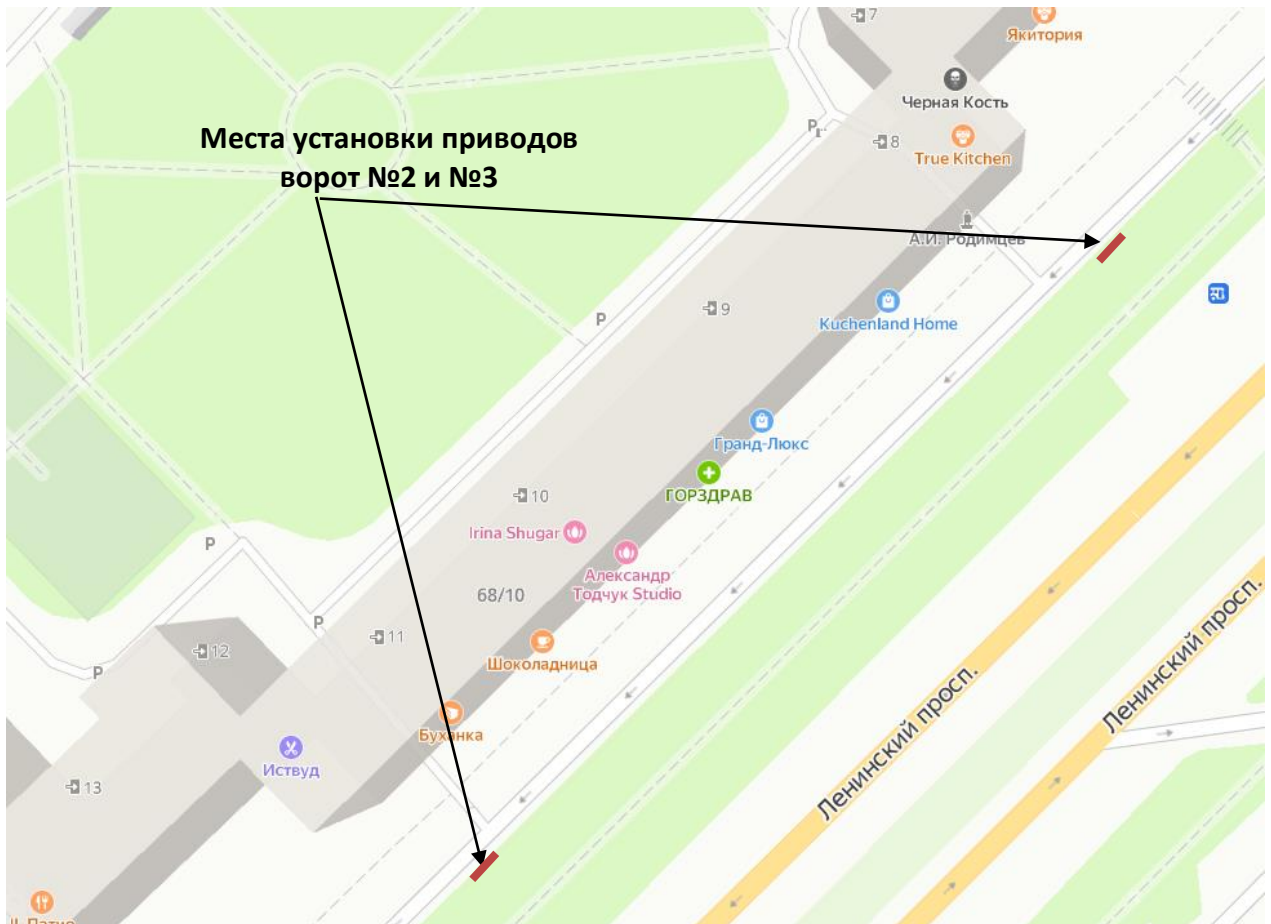 7
Якитория
Черная Кость
Места установки приводов
ворот №2 и №3
P
8
True Kitchen
А.И. Родимцев
9
P
Kuchenland Home
Гранд-Люкс
ГОРЗДРАВ
10
Irina Shugar
P
Александр
Тодчук Studio
68/10
P
11
12
Шоколадница
P
Буханка
Иствуд
13
Ленинский просп.
Ленинский просп.